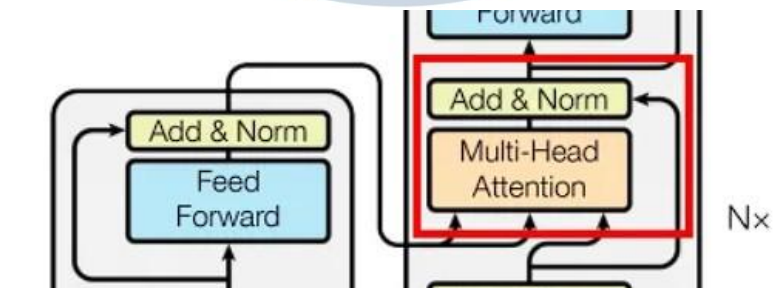 Forward
Add & Norm
Multi-Head
Attention
Add & Norm
Feed
Forward
N×